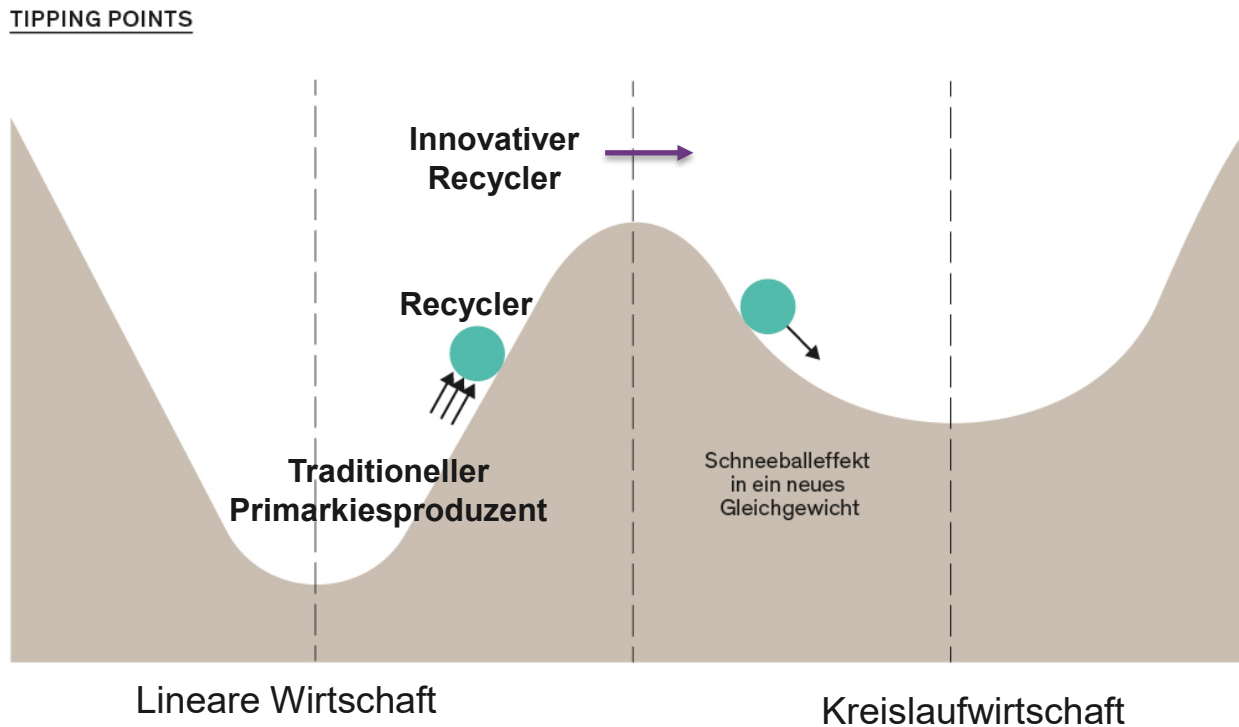 TIPPING POINTS
Innovativer
Recycler
Recycler
Traditioneller
Primarkiesproduzent
Schneeballeffekt
in ein neues
Gleichgewicht
Lineare Wirtschaft
Kreislaufwirtschaft